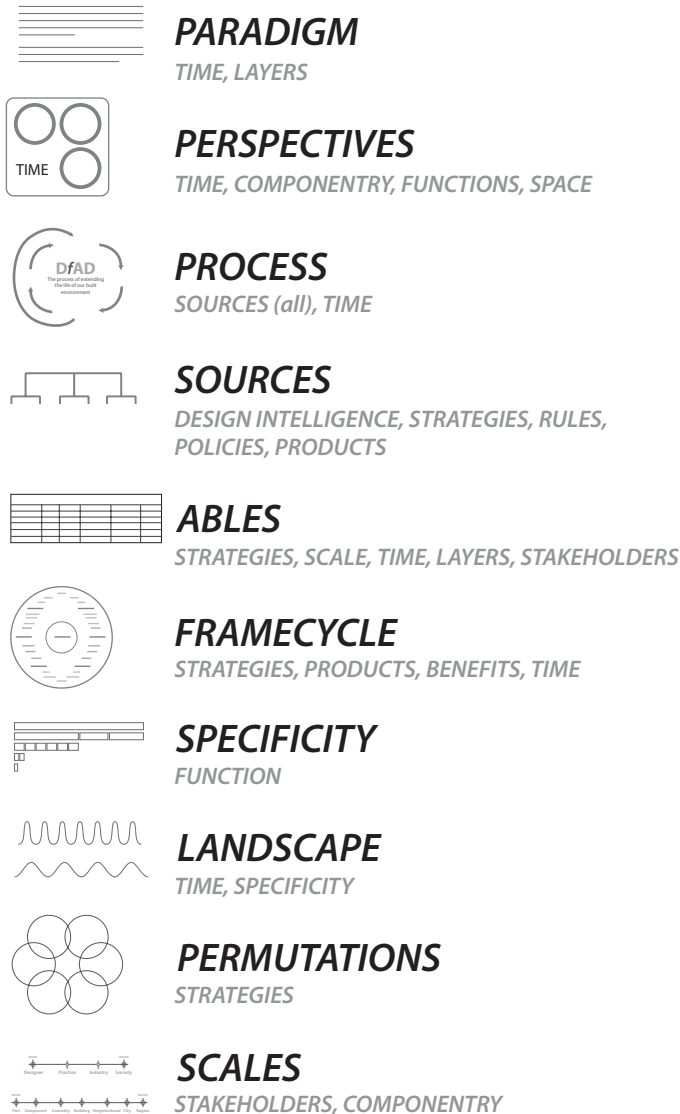 PARADIGM
TIME, LAYERS
PERSPECTIVES
TIME, COMPONENTRY, FUNCTIONS, SPACE
TIME
PROCESS
SOURCES (all), TIME
DfAD
The process of extending
the life of our built
environment
SOURCES
DESIGN INTELLIGENCE, STRATEGIES, RULES,
POLICIES, PRODUCTS
ABLES
STRATEGIES, SCALE, TIME, LAYERS, STAKEHOLDERS
FRAMECYCLE
STRATEGIES, PRODUCTS, BENEFITS, TIME
SPECIFICITY
FUNCTION
LANDSCAPE
TIME, SPECIFICITY
PERMUTATIONS
STRATEGIES
SCALES
STAKEHOLDERS, COMPONENTRY
Designer Practice Industry Society
Part Component Assembly Building Neighborhood City Region